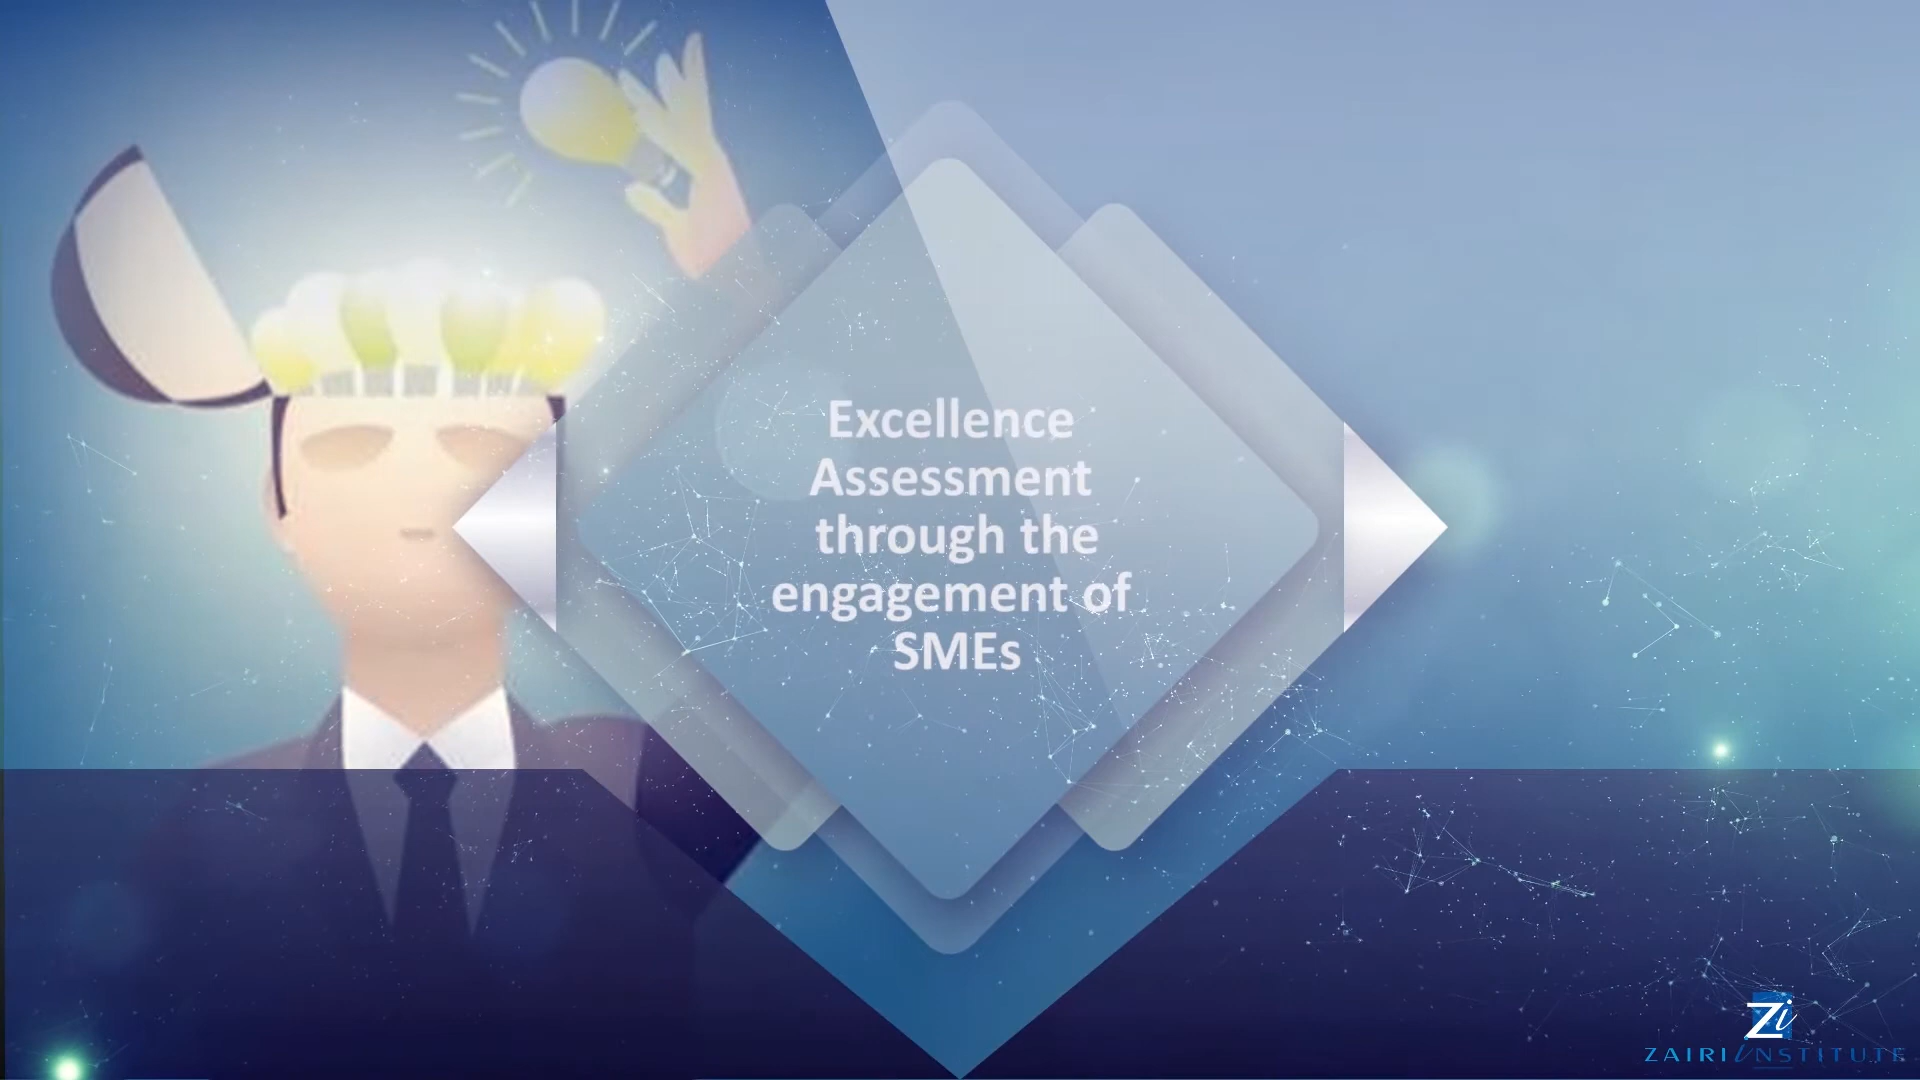 Excellence
Assessment
through the
engagement of
SMEs
Zi
ZAIRI INSTITUTE